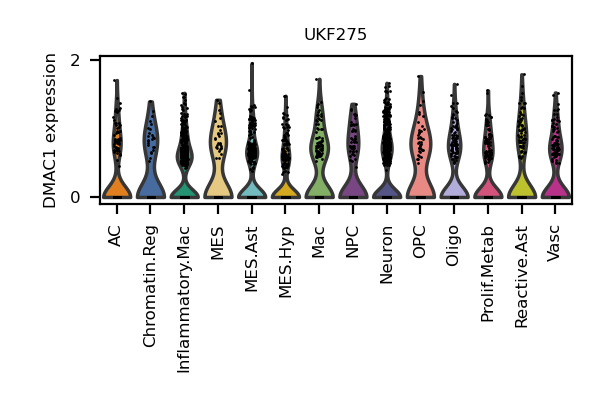 UKF275
DMAC1 expression
2
0
AC
Chromatin.Reg
Inflammatory.Mac
MES
MES.Ast
MES.Hyp
Mac
NPC
Neuron
OPC
Oligo
Prolif.Metab
Reactive.Ast
Vasc